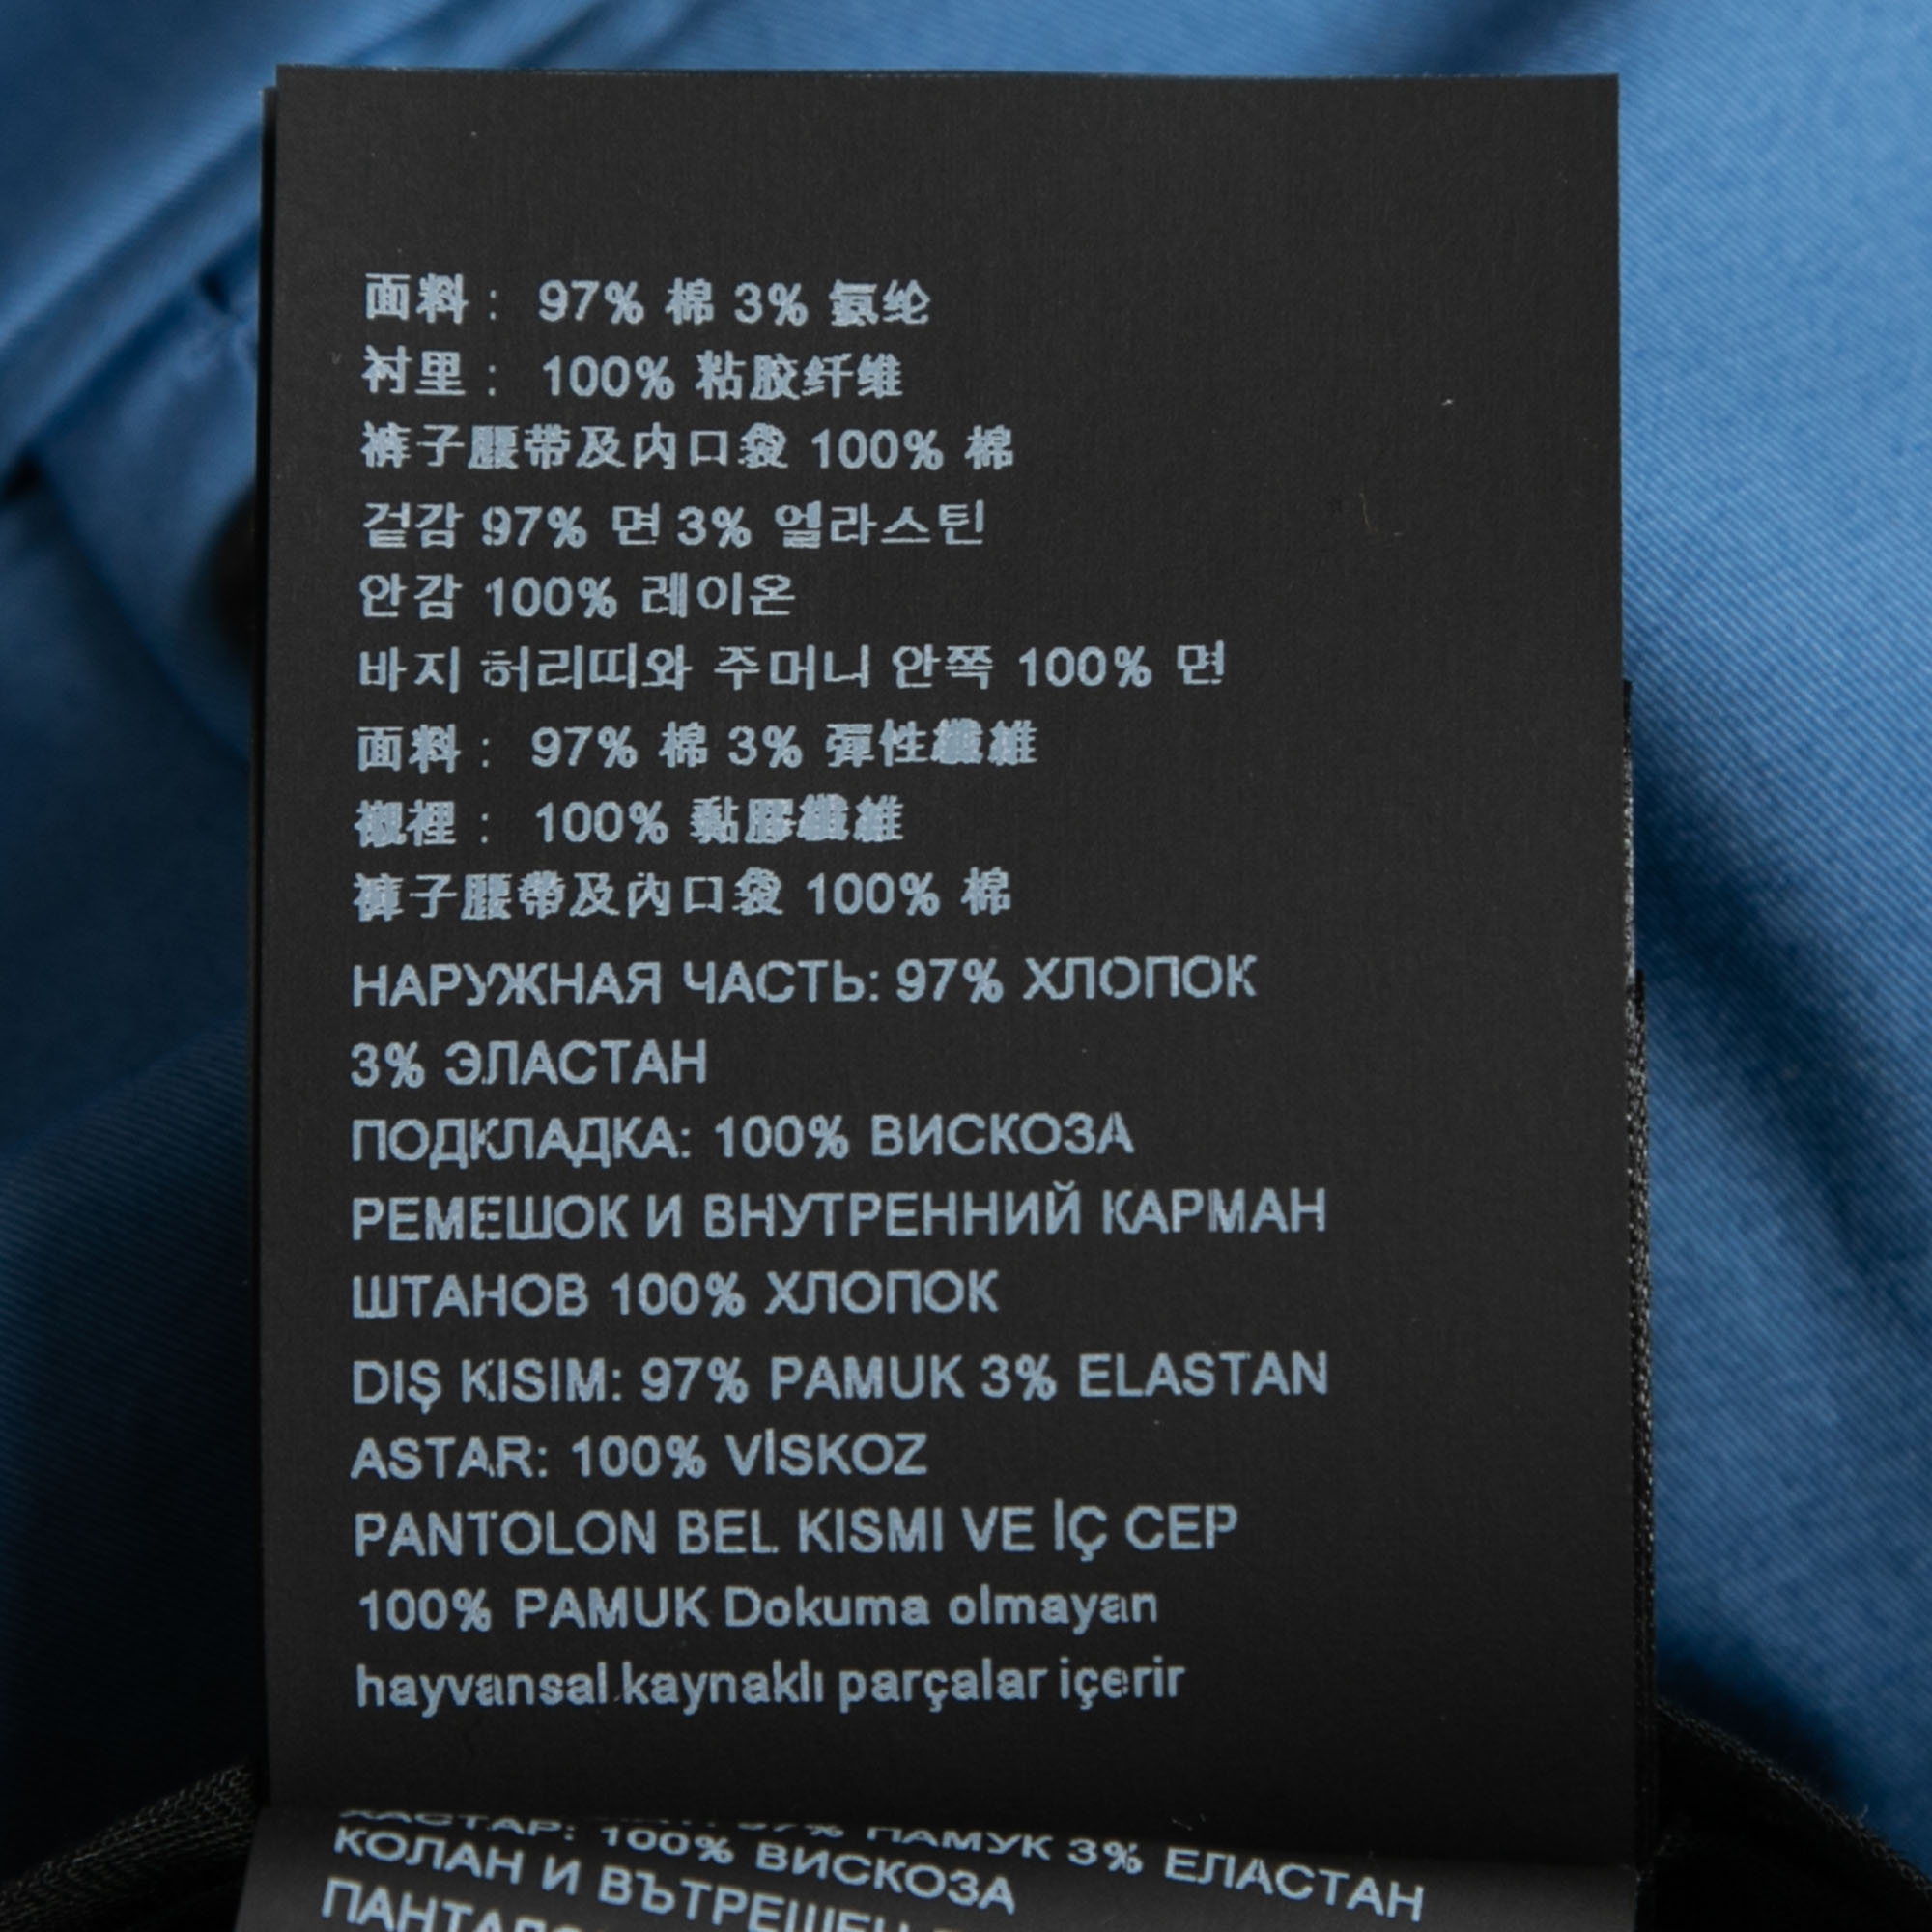 面料： 97% 棉 3% 氨纶
衬里： 100% 粘胶纤维
裤子腰带及内口袋 100% 棉
겉감 97% 면 3% 엘라스틴
안감 100% 레이온
바지 허리띠와 주머니 안쪽 100% 면
面料： 97% 棉 3% 彈性纖維
襯裡： 100% 黏膠纖維
褲子腰帶及內口袋 100% 棉
НАРУЖНАЯ ЧАСТЬ: 97% ХЛОПОК
3% ЭЛАСТАН
ПОДКЛАДКА: 100% ВИСКОЗА
РЕМЕШОК И ВНУТРЕННИЙ КАРМАН
ШТАНОВ 100% ХЛОПОК
DIŞ KISIM: 97% PAMUK 3% ELASTAN
ASTAR: 100% VİSKOZ
PANTOLON BEL KISMI VE İÇ CEP
100% PAMUK Dokuma olmayan
hayvansal kaynaklı parçalar içerir
97% ПАМУК 3% ЕЛАСТАН
ХАСТАР: 100% ВИСКОЗА
КОЛАН И ВЪТРЕШЕН